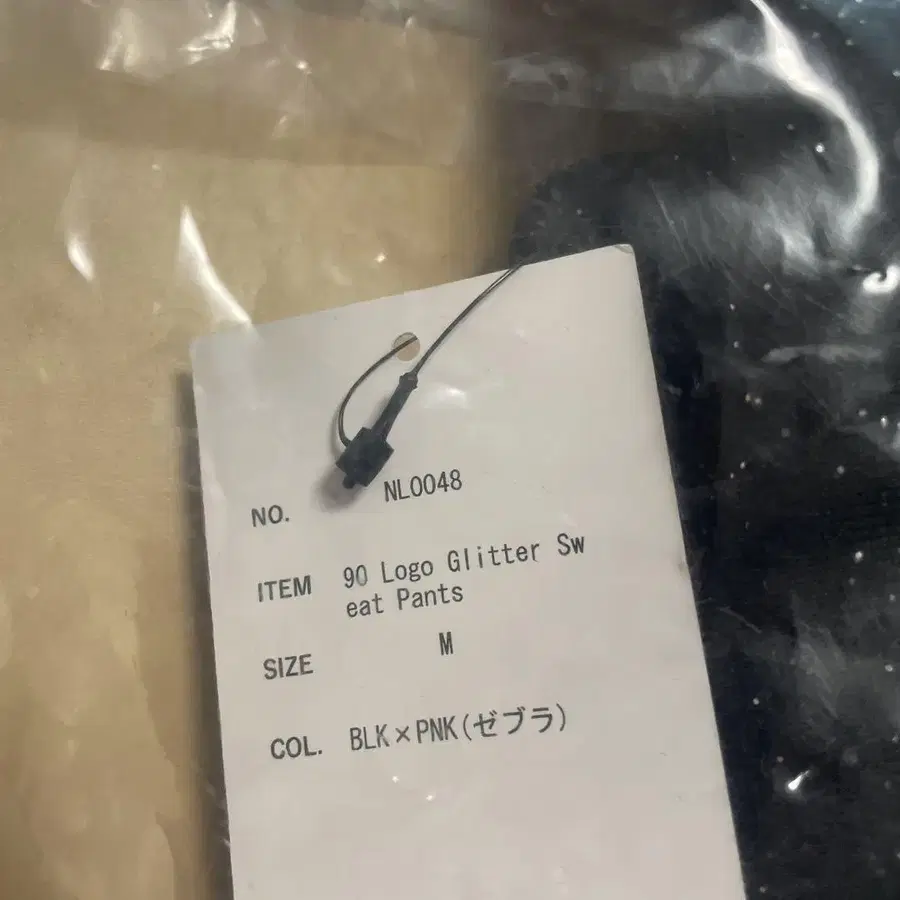 NO. NL0048
ITEM 90 Logo Glitter Sw
eat Pants
SIZE M
COL. BLK×PNK(ゼブラ)